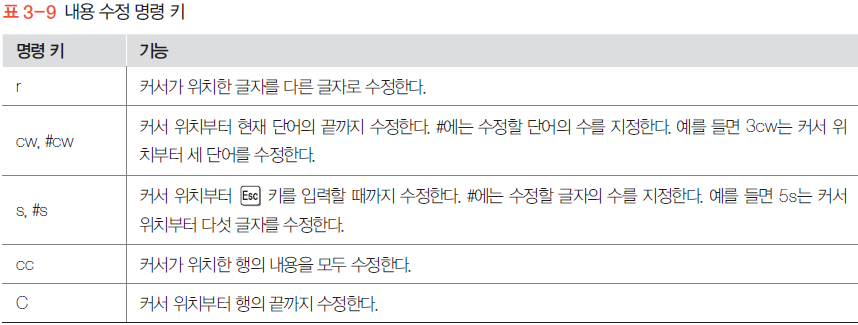 표 3-9 내용 수정 명령 키
명령 키 기능
r 커서가 위치한 글자를 다른 글자로 수정한다.
cw, #cw 커서 위치부터 현재 단어의 끝까지 수정한다. #에는 수정할 단어의 수를 지정한다. 예를 들면 3cw는 커서 위
치부터 세 단어를 수정한다.
s, #s 커서 위치부터 Esc 키를 입력할 때까지 수정한다. #에는 수정할 글자의 수를 지정한다. 예를 들면 5s는 커서
위치부터 다섯 글자를 수정한다.
cc 커서가 위치한 행의 내용을 모두 수정한다.
C 커서 위치부터 행의 끝까지 수정한다.